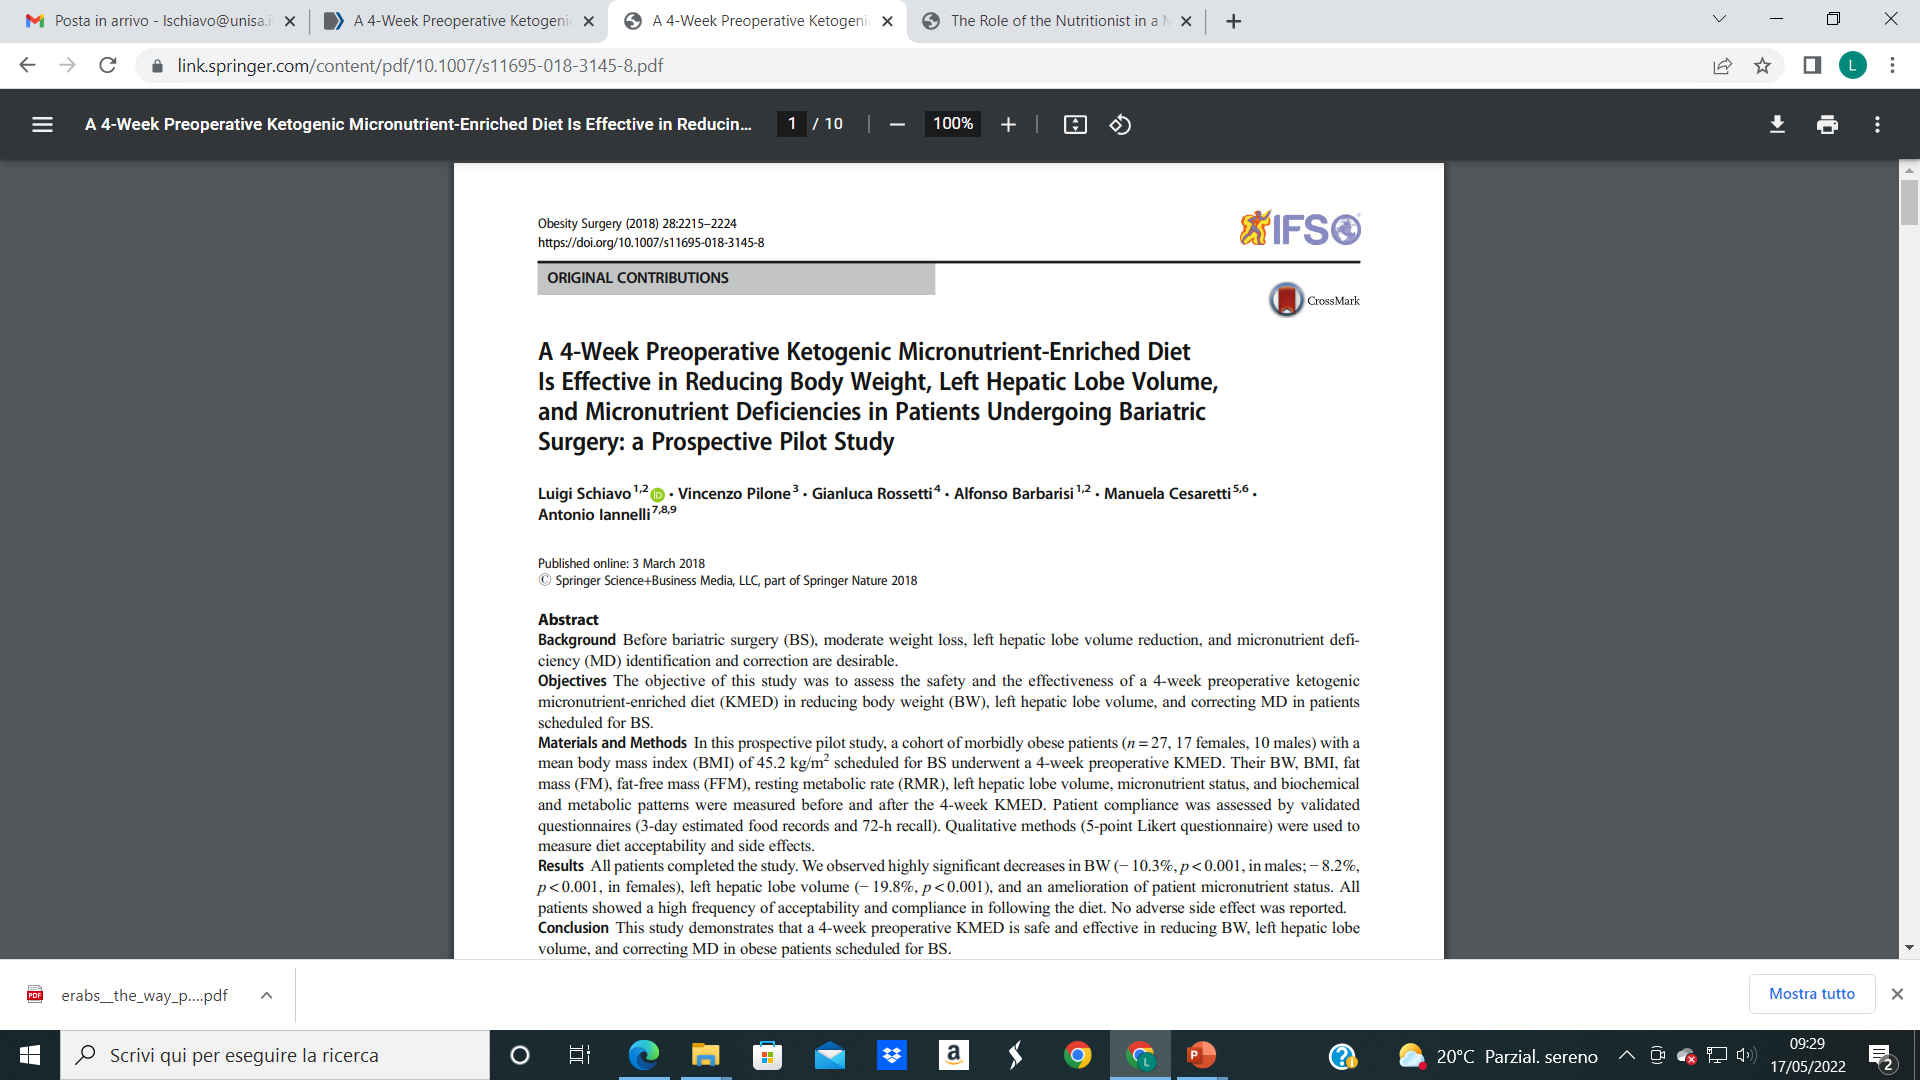 Posta in arrivo - lschiavo@unisa.i
A 4-Week Preoperative Ketogeni
A 4-Week Preoperative Ketogeni
The Role of the Nutritionist in a
link.springer.com/content/pdf/10.1007/s11695-018-3145-8.pdf
L
A 4-Week Preoperative Ketogenic Micronutrient-Enriched Diet Is Effective in Reducin...
1 / 10
100%
Obesity Surgery (2018) 28:2215–2224
https://doi.org/10.1007/s11695-018-3145-8
IFSO
ORIGINAL CONTRIBUTIONS
CrossMark
A 4-Week Preoperative Ketogenic Micronutrient-Enriched Diet
Is Effective in Reducing Body Weight, Left Hepatic Lobe Volume,
and Micronutrient Deficiencies in Patients Undergoing Bariatric
Surgery: a Prospective Pilot Study
Luigi Schiavo 1,2 iD · Vincenzo Pilone 3 · Gianluca Rossetti 4 · Alfonso Barbarisi 1,2 · Manuela Cesaretti 5,6 ·
Antonio Iannelli 7,8,9
Published online: 3 March 2018
© Springer Science+Business Media, LLC, part of Springer Nature 2018
Abstract
Background Before bariatric surgery (BS), moderate weight loss, left hepatic lobe volume reduction, and micronutrient defi-
ciency (MD) identification and correction are desirable.
Objectives The objective of this study was to assess the safety and the effectiveness of a 4-week preoperative ketogenic
micronutrient-enriched diet (KMED) in reducing body weight (BW), left hepatic lobe volume, and correcting MD in patients
scheduled for BS.
Materials and Methods In this prospective pilot study, a cohort of morbidly obese patients (n = 27, 17 females, 10 males) with a
mean body mass index (BMI) of 45.2 kg/m² scheduled for BS underwent a 4-week preoperative KMED. Their BW, BMI, fat
mass (FM), fat-free mass (FFM), resting metabolic rate (RMR), left hepatic lobe volume, micronutrient status, and biochemical
and metabolic patterns were measured before and after the 4-week KMED. Patient compliance was assessed by validated
questionnaires (3-day estimated food records and 72-h recall). Qualitative methods (5-point Likert questionnaire) were used to
measure diet acceptability and side effects.
Results All patients completed the study. We observed highly significant decreases in BW (− 10.3%, p < 0.001, in males; − 8.2%,
p < 0.001, in females), left hepatic lobe volume (− 19.8%, p < 0.001), and an amelioration of patient micronutrient status. All
patients showed a high frequency of acceptability and compliance in following the diet. No adverse side effect was reported.
Conclusion This study demonstrates that a 4-week preoperative KMED is safe and effective in reducing BW, left hepatic lobe
volume, and correcting MD in obese patients scheduled for BS.
PDF
erabs__the_way_p....pdf
Mostra tutto
Scrivi qui per eseguire la ricerca
20°C Parzial. sereno
09:29
17/05/2022
2